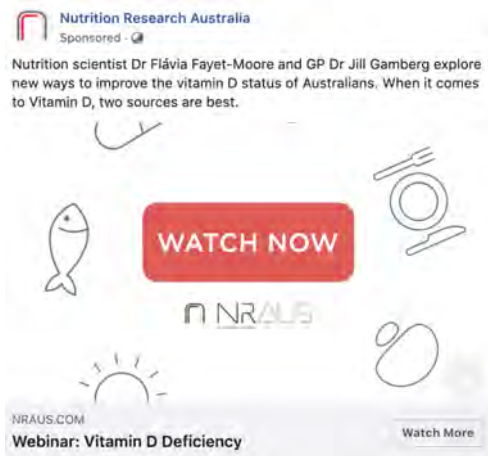 Nutrition Research Australia
Sponsored ·
Nutrition scientist Dr Flávia Fayet-Moore and GP Dr Jill Gamberg explore
new ways to improve the vitamin D status of Australians. When it comes
to Vitamin D, two sources are best.
WATCH NOW
NRAUS
NRAUS.COM
Webinar: Vitamin D Deficiency
Watch More